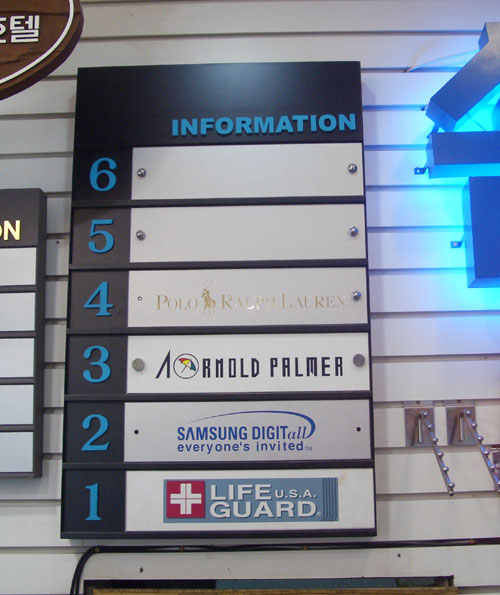 텔
INFORMATION
6
5
ON
4 POLO RALPH LAUREN
3 ARNOLD PALMER
2 SAMSUNG DIGITall
everyone's invited™
1 LIFE U.S.A.
GUARD